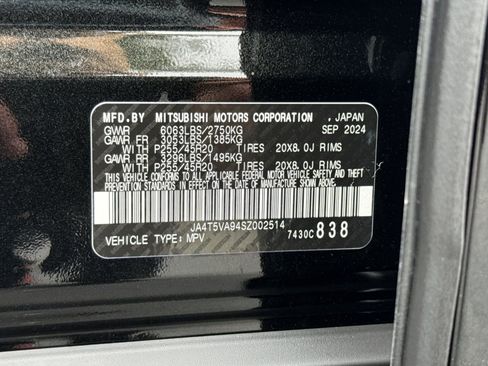 MFD.BY MITSUBISHI MOTORS CORPORATION , JAPAN
GVWR 6063LBS/2750KG SEP 2024
GAWR FR 3053LBS/1385KG
WITH P255/45R20 TIRES 20X8.0J RIMS
GAWR RR 3296LBS/1495KG
WITH P255/45R20 TIRES 20X8.0J RIMS
THIS VEHICLE CONFORMS TO ALL APPLICABLE FEDERAL
MOTOR VEHICLE SAFETY AND THEFT PREVENTION STANDARDS
IN EFFECT ON THE DATE OF MANUFACTURE SHOWN ABOVE.
JA4T5VA94SZ002514
VEHICLE TYPE: MPV 7430C 838